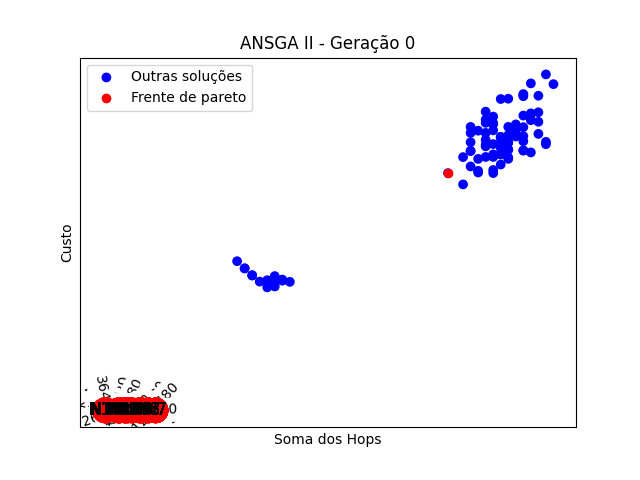 ANSGA II - Geração 0
Outras soluções
Frente de pareto
Custo
Soma dos Hops